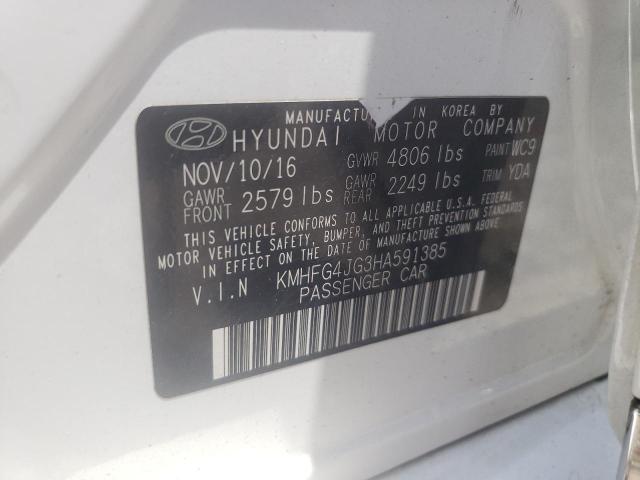 MANUFACTUR IN KOREA BY
HYUNDAI MOTOR COMPANY
NOV/10/16 GVWR 4806 lbs PAINT WC9
GAWR FRONT 2579 lbs GAWR REAR 2249 lbs TRIM YDA
THIS VEHICLE CONFORMS TO ALL APPLICABLE U.S.A. FEDERAL
MOTOR VEHICLE SAFETY, BUMPER, AND THEFT PREVENTION
STANDARDS IN EFFECT ON THE DATE OF MANUFACTURE SHOWN ABOVE.
V.I.N KMHFG4JG3HA591385
PASSENGER CAR